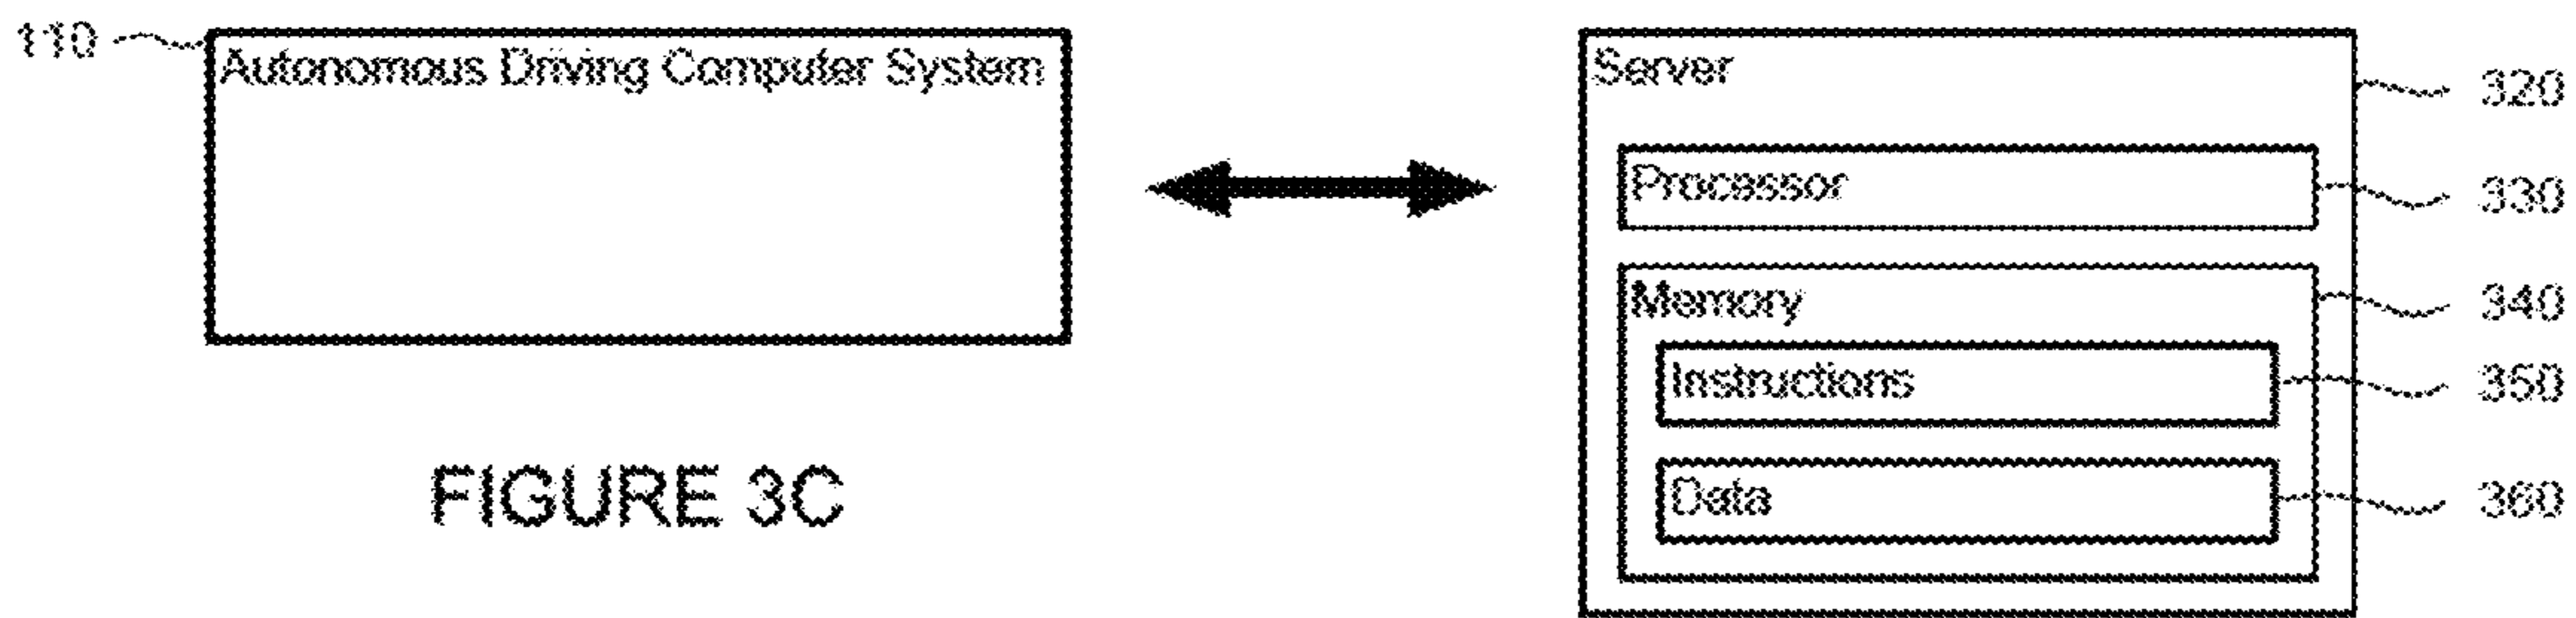 110
Autonomous Driving Computer System
FIGURE 3C
Server
320
Processor
330
Memory
340
Instructions
350
Data
360